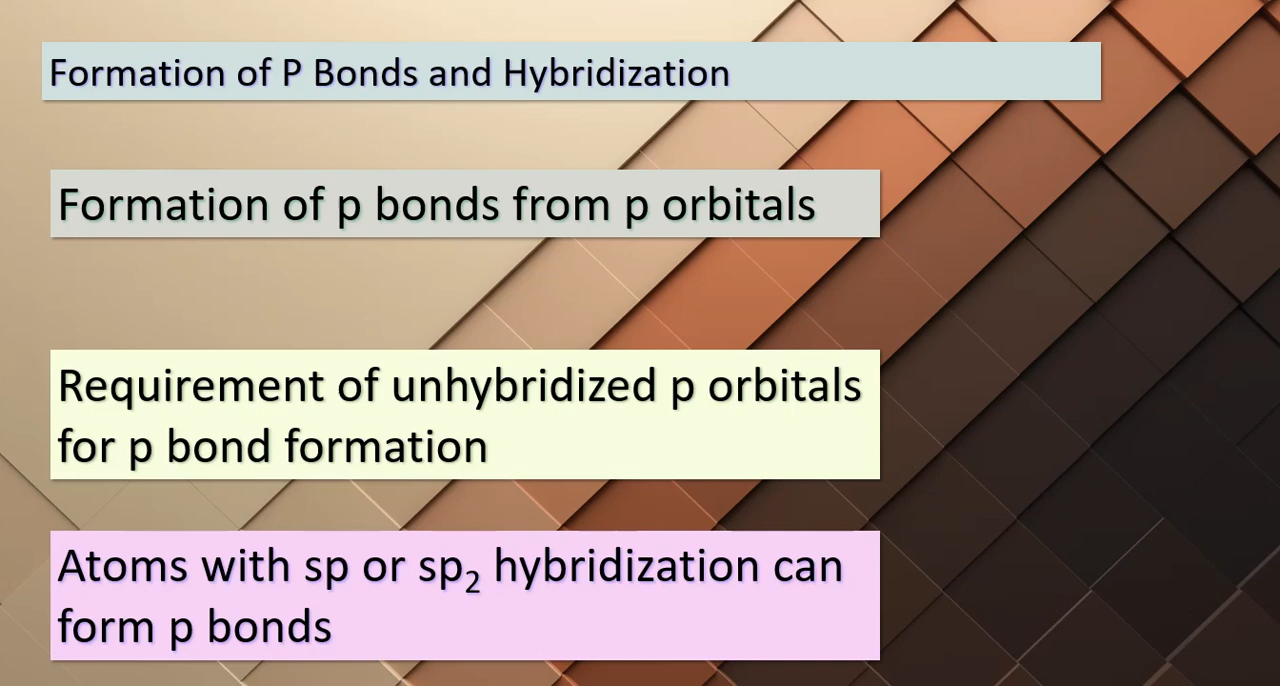 Formation of P Bonds and Hybridization
Formation of p bonds from p orbitals
Requirement of unhybridized p orbitals
for p bond formation
Atoms with sp or sp₂ hybridization can
form p bonds